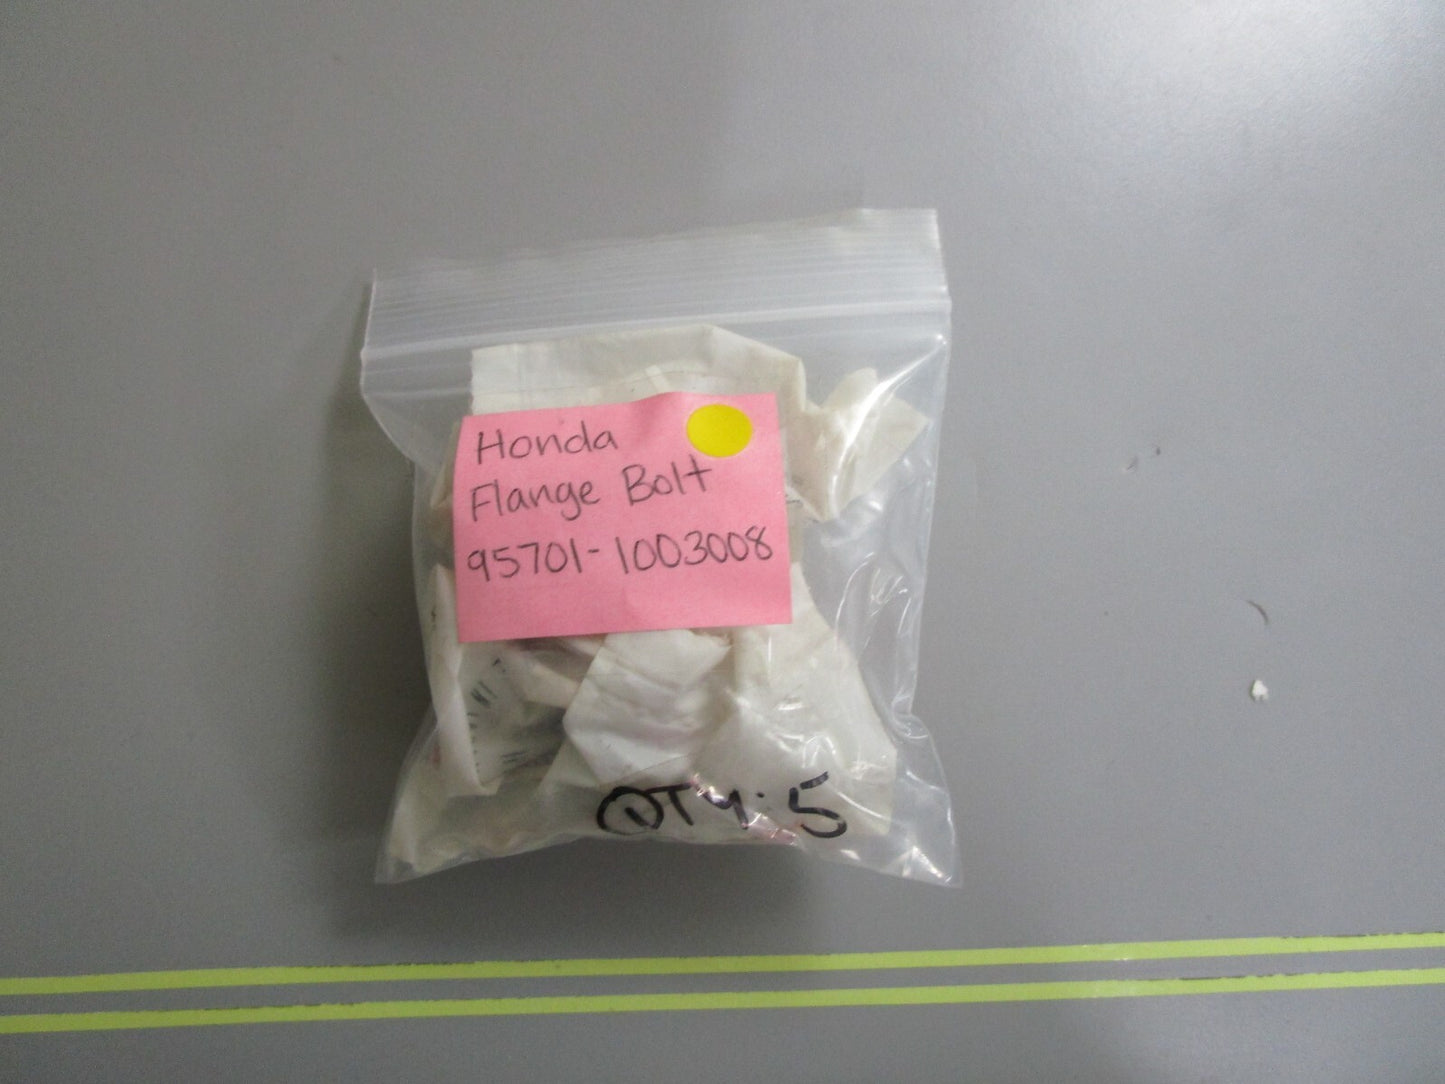 Honda
Flange Bolt
95701-1003008
QTY: 5